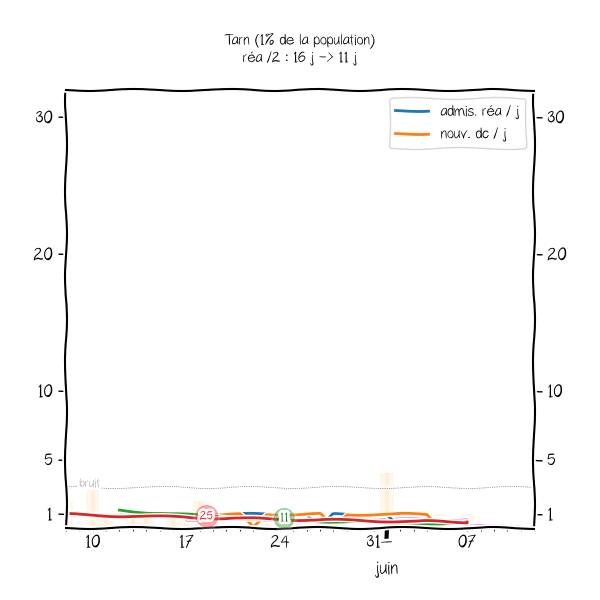 Tarn (1% de la population)
réa /2 : 16 j -> 11 j
admis. réa / j
nouv. dc / j
30
30
20
20
10
10
5
5
bruit
1
25
11
1
10
17
24
31
07
juin